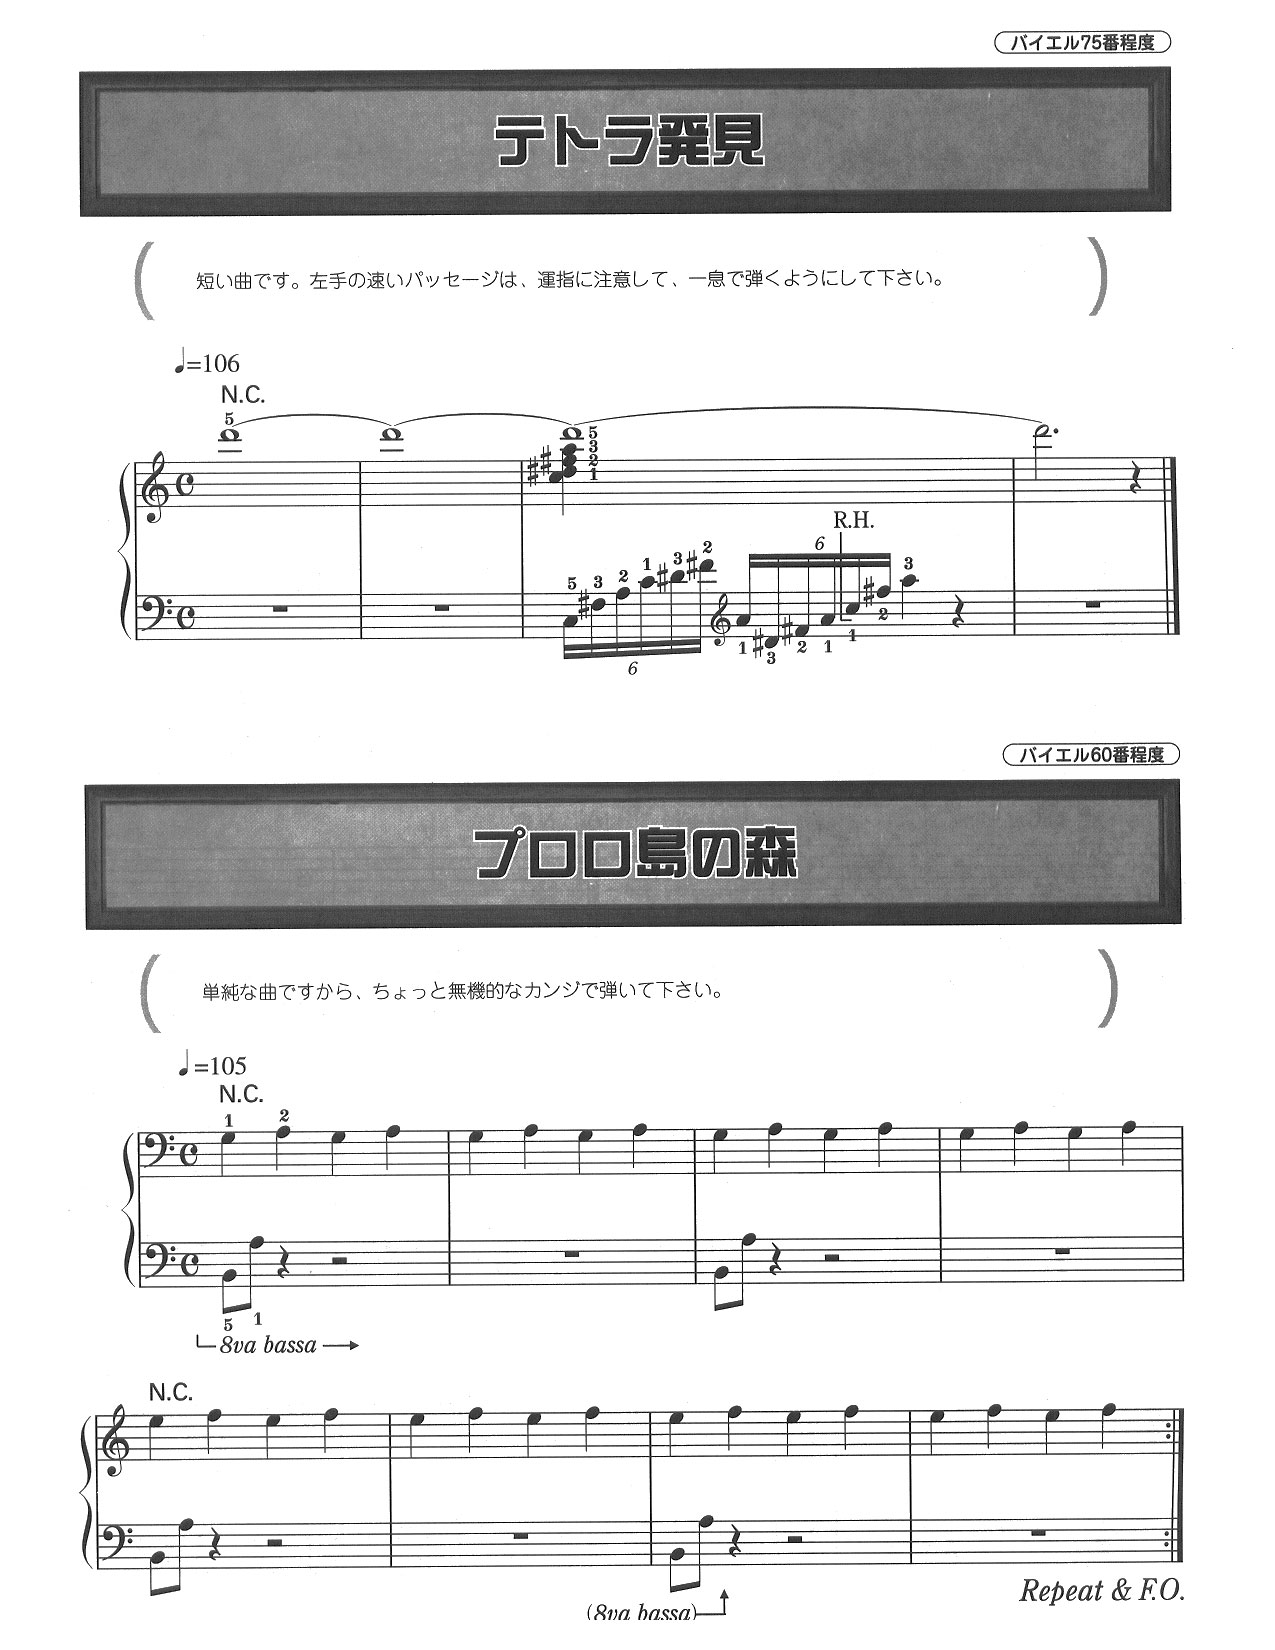 バイエル75番程度
テトラ発見
短い曲です。左手の速いパッセージは、運指に注意して、一息で弾くようにして下さい。
♩=106
N.C.
5
5
3
2
1
R.H.
6
5 3 2 1 3 2
3
1 3 2 1 1 2
6
バイエル60番程度
プロロ島の森
単純な曲ですから、ちょっと無機的なカンジで弾いて下さい。
♩=105
N.C.
1 2
5 1
8va bassa
N.C.
Repeat & F.O.
(8va bassa)